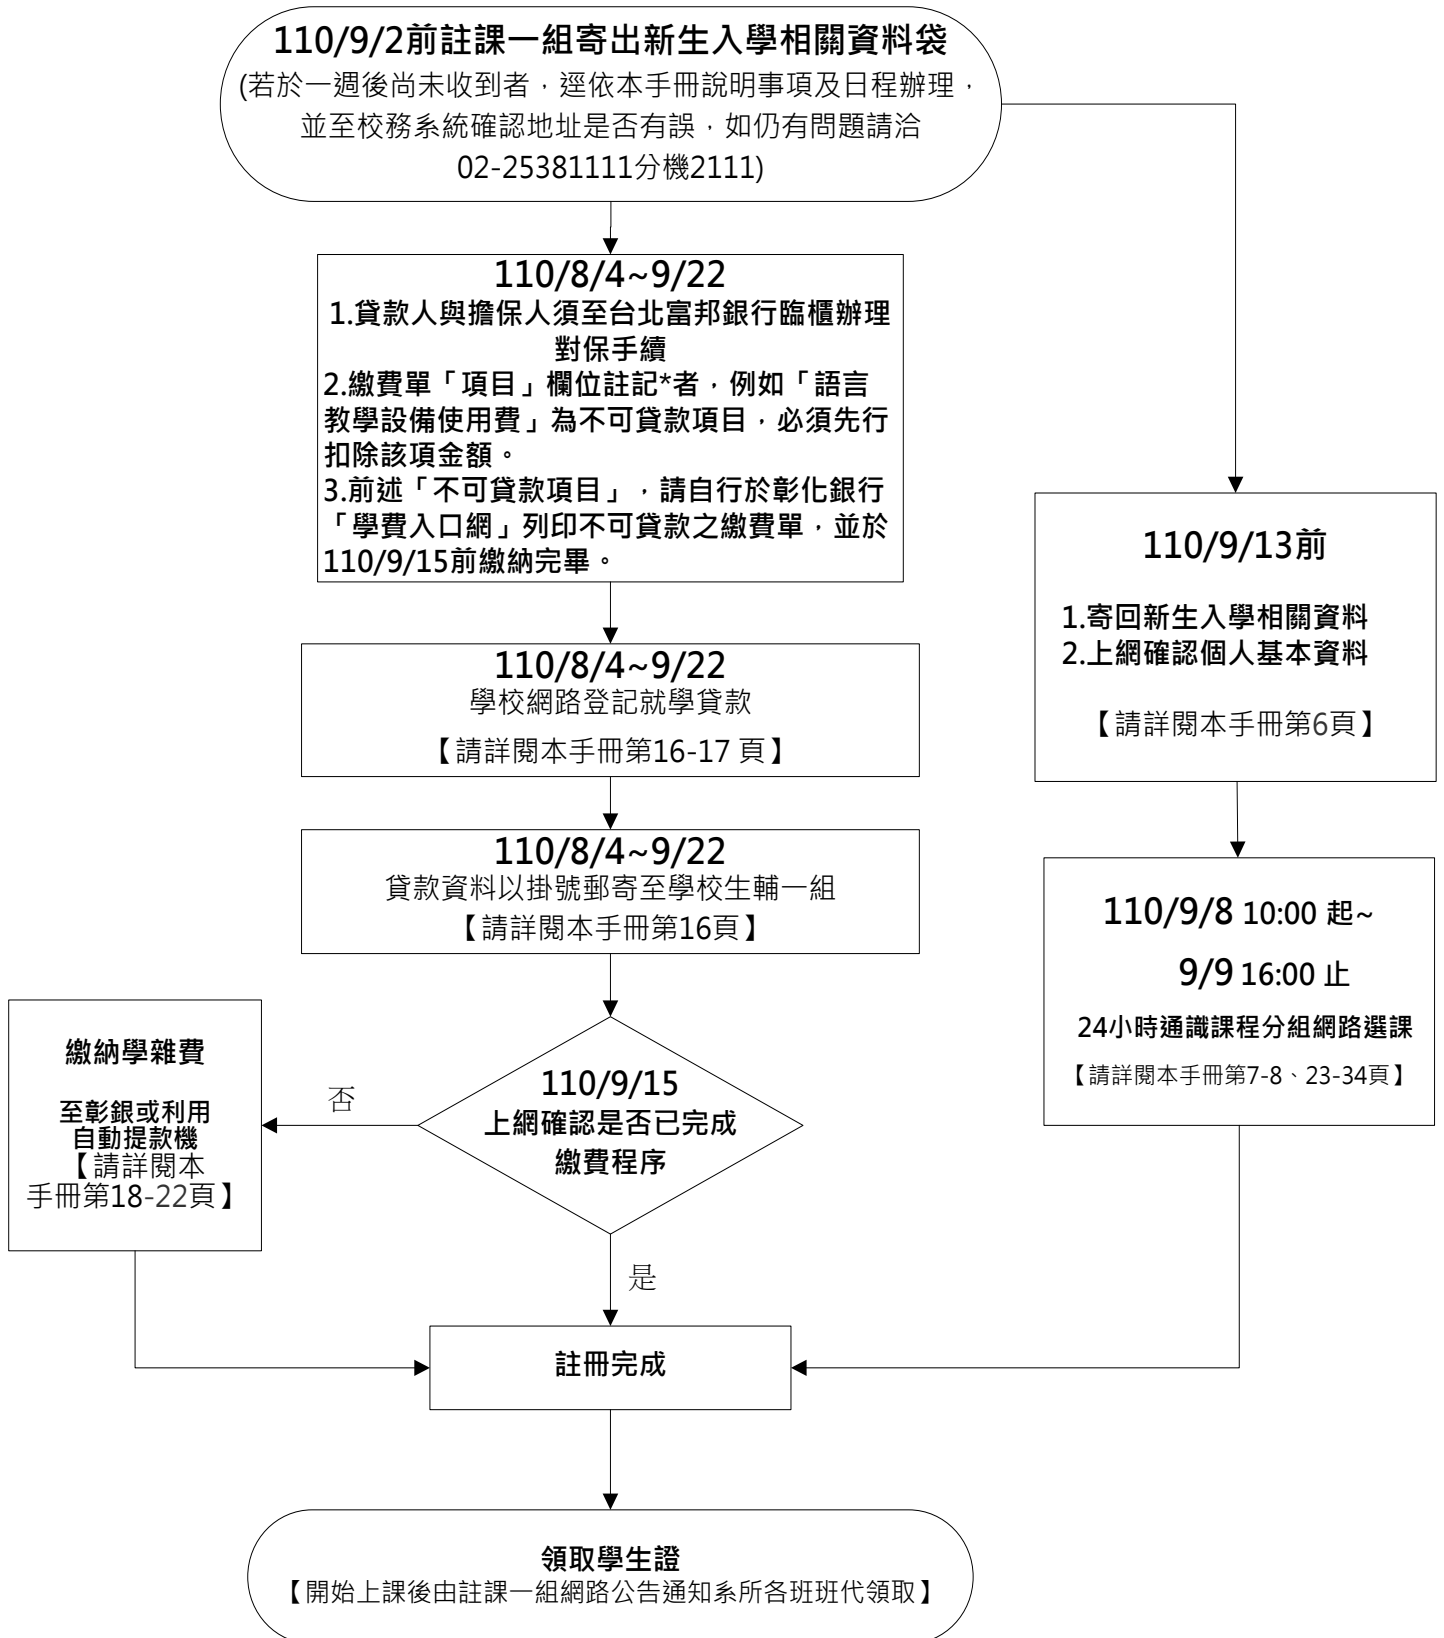 110/9/2前註課一組寄出新生入學相關資料袋
(若於一週後尚未收到者，逕依本手冊說明事項及日程辦理，
並至校務系統確認地址是否有誤，如仍有問題請洽
02-25381111分機2111)
110/8/4~9/22
1.貸款人與擔保人須至台北富邦銀行臨櫃辦理
對保手續
2.繳費單「項目」欄位註記*者，例如「語言
教學設備使用費」為不可貸款項目，必須先行
扣除該項金額。
3.前述「不可貸款項目」，請自行於彰化銀行
「學費入口網」列印不可貸款之繳費單，並於
110/9/15前繳納完畢。
110/8/4~9/22
學校網路登記就學貸款
【請詳閱本手冊第16-17 頁】
110/8/4~9/22
貸款資料以掛號郵寄至學校生輔一組
【請詳閱本手冊第16頁】
110/9/15
上網確認是否已完成
繳費程序
否
是
繳納學雜費
至彰銀或利用
自動提款機
【請詳閱本
手冊第18-22頁】
110/9/13前
1.寄回新生入學相關資料
2.上網確認個人基本資料
【請詳閱本手冊第6頁】
110/9/8 10:00 起~
9/9 16:00 止
24小時通識課程分組網路選課
【請詳閱本手冊第7-8、23-34頁】
註冊完成
領取學生證
【開始上課後由註課一組網路公告通知系所各班班代領取】